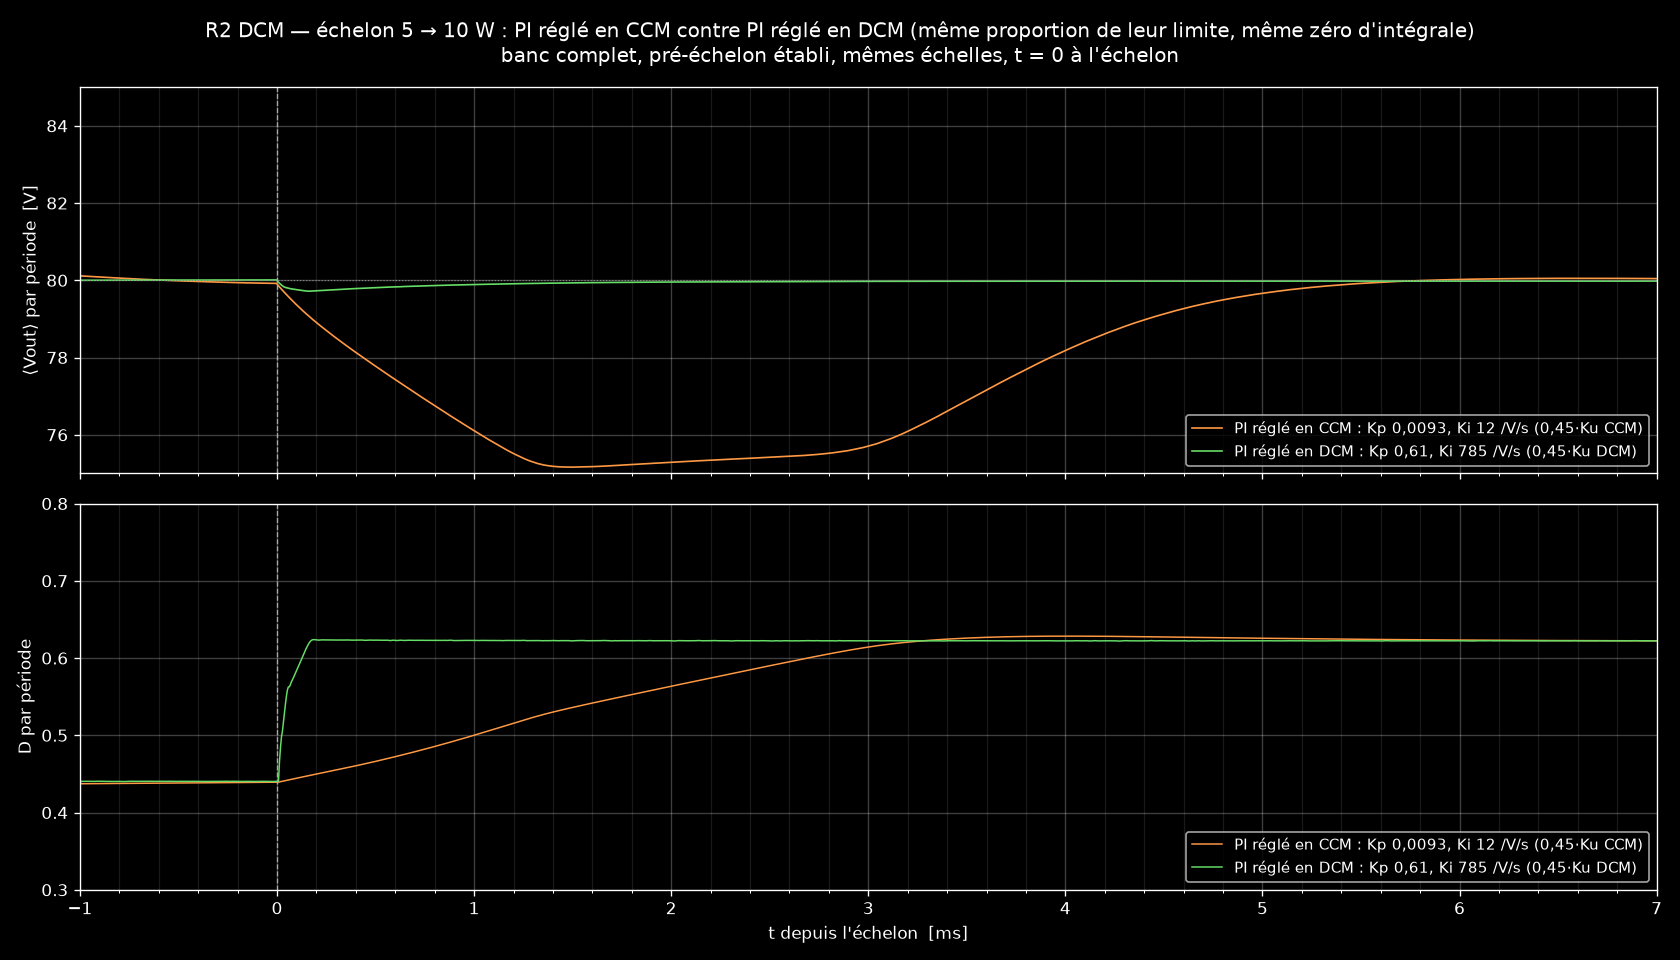 R2 DCM — échelon 5 → 10 W : PI réglé en CCM contre PI réglé en DCM (même proportion de leur limite, même zéro d'intégrale)
banc complet, pré-échelon établi, mêmes échelles, t = 0 à l'échelon
⟨Vout⟩ par période [V]
84
82
80
78
76
PI réglé en CCM : Kp 0,0093, Ki 12 /V/s (0,45·Ku CCM)
PI réglé en DCM : Kp 0,61, Ki 785 /V/s (0,45·Ku DCM)
D par période
0.8
0.7
0.6
0.5
0.4
0.3
PI réglé en CCM : Kp 0,0093, Ki 12 /V/s (0,45·Ku CCM)
PI réglé en DCM : Kp 0,61, Ki 785 /V/s (0,45·Ku DCM)
−1 0 1 2 3 4 5 6 7
t depuis l'échelon [ms]